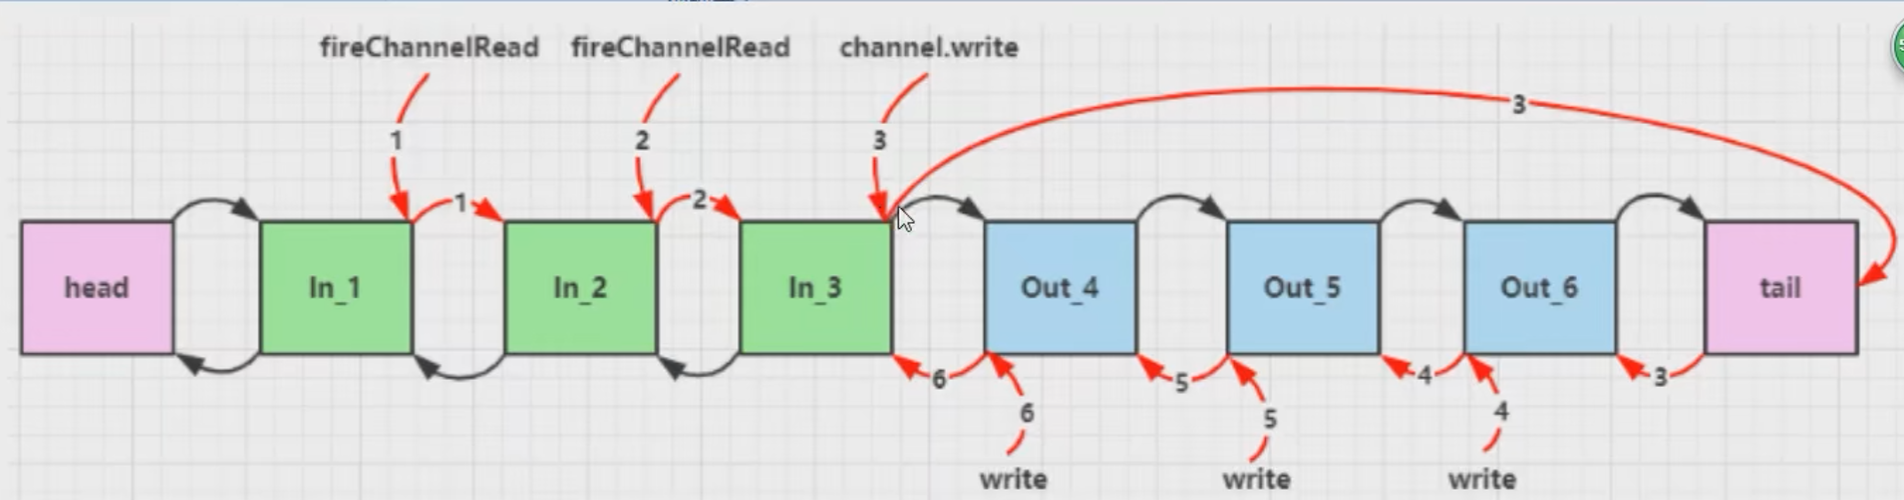 fireChannelRead fireChannelRead channel.write
3
1 2 3
1 2
head In_1 In_2 In_3 Out_4 Out_5 Out_6 tail
6 5 4 3
6 5 4
write write write